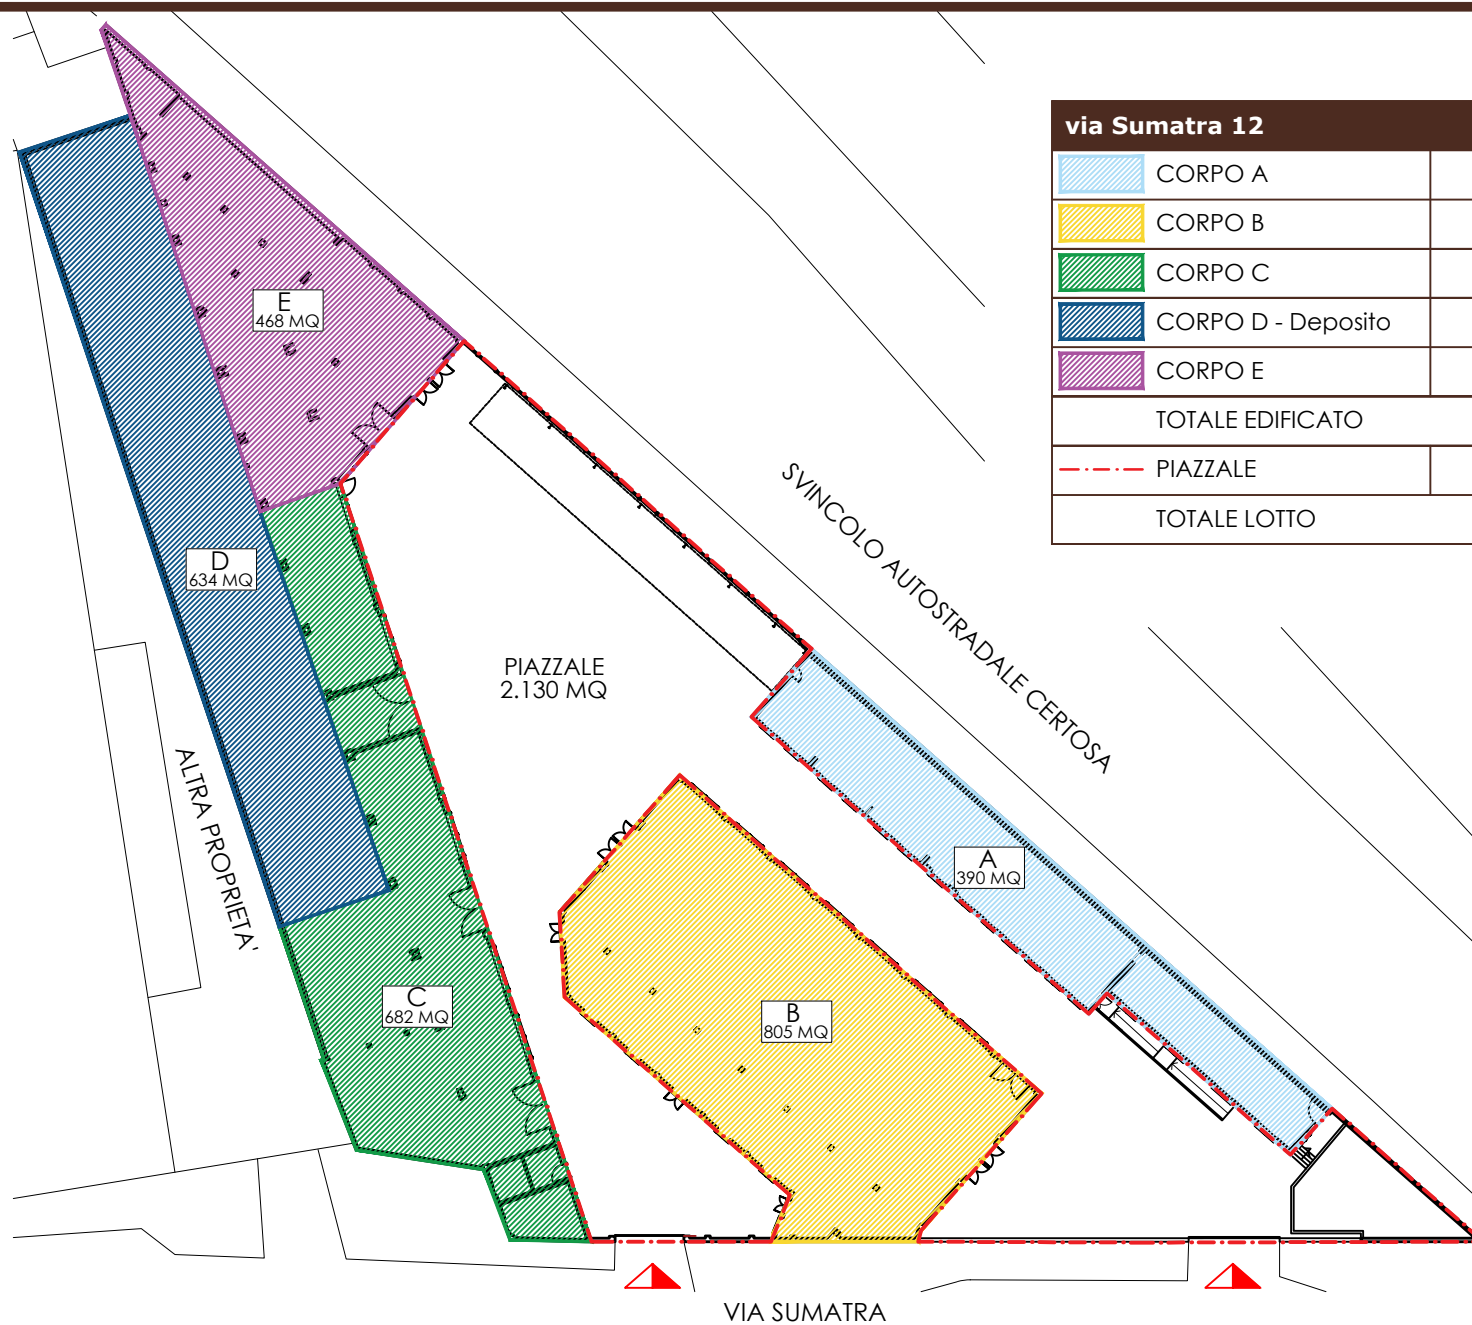 via Sumatra 12
CORPO A
CORPO B
CORPO C
CORPO D - Deposito
CORPO E
TOTALE EDIFICATO
PIAZZALE
TOTALE LOTTO
E
468 MQ
D
634 MQ
SVINCOLO AUTOSTRADALE CERTOSA
PIAZZALE
2.130 MQ
ALTRA PROPRIETA'
A
390 MQ
C
682 MQ
B
805 MQ
VIA SUMATRA